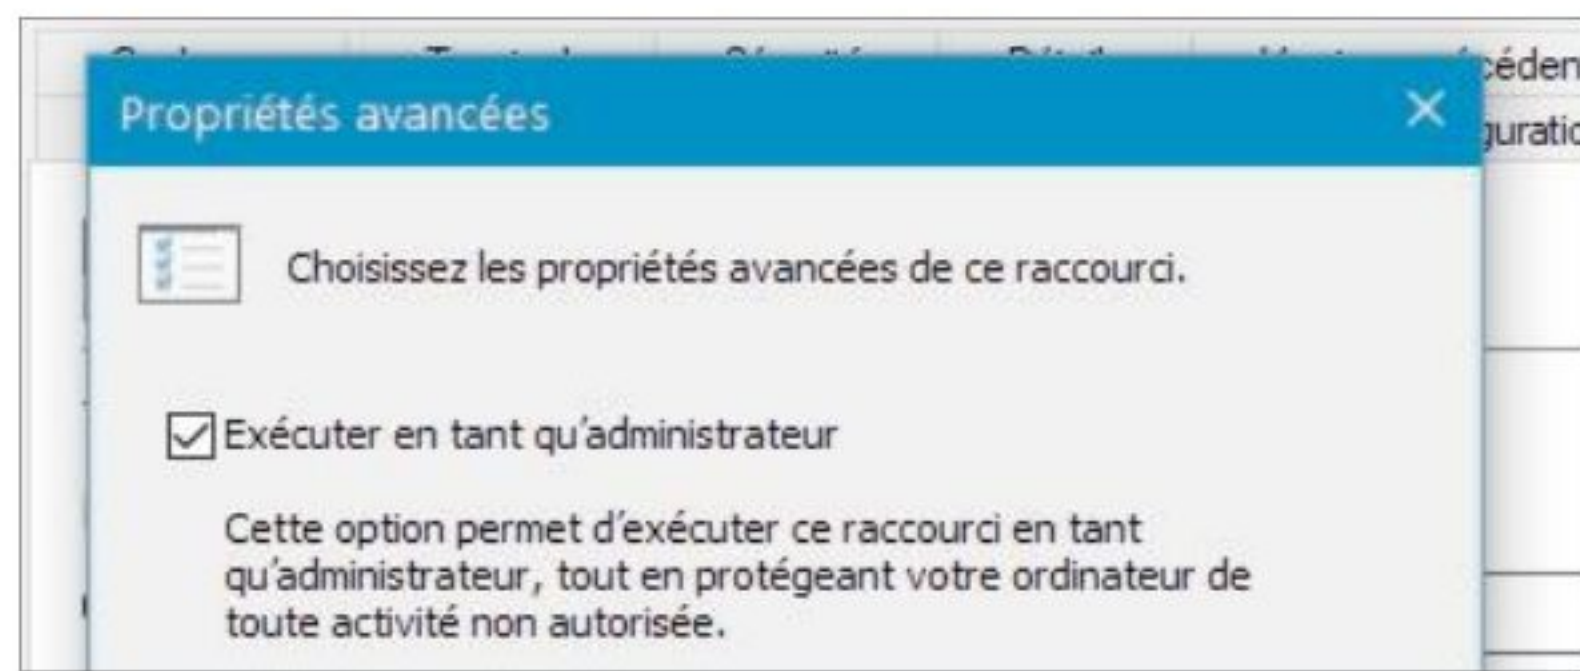 Propriétés avancées
Choisissez les propriétés avancées de ce raccourci.
Exécuter en tant qu'administrateur
Cette option permet d'exécuter ce raccourci en tant
qu'administrateur, tout en protégeant votre ordinateur de
toute activité non autorisée.